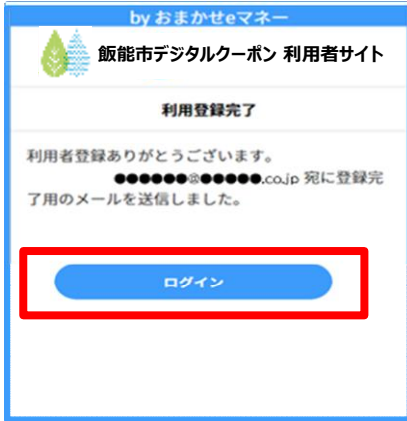 by おまかせeマネー
飯能市デジタルクーポン 利用者サイト
利用登録完了
利用者登録ありがとうございます。
●●●●●●@●●●●●.co.jp 宛に登録完
了用のメールを送信しました。
ログイン